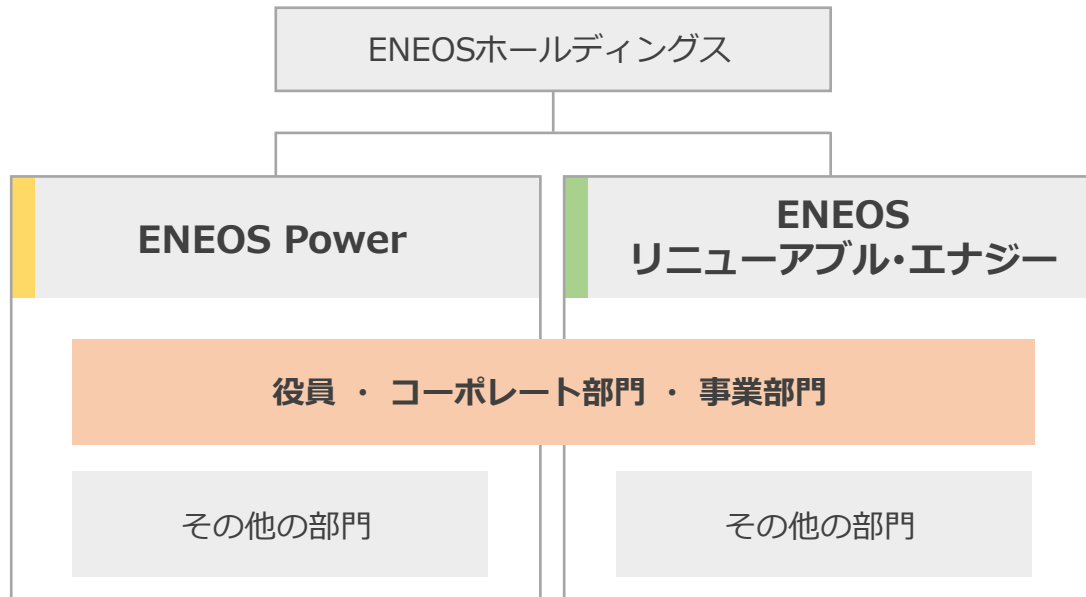 ENEOSホールディングス
ENEOS Power
ENEOS
リニューアブル・エナジー
役員 ・ コーポレート部門 ・ 事業部門
その他の部門
その他の部門